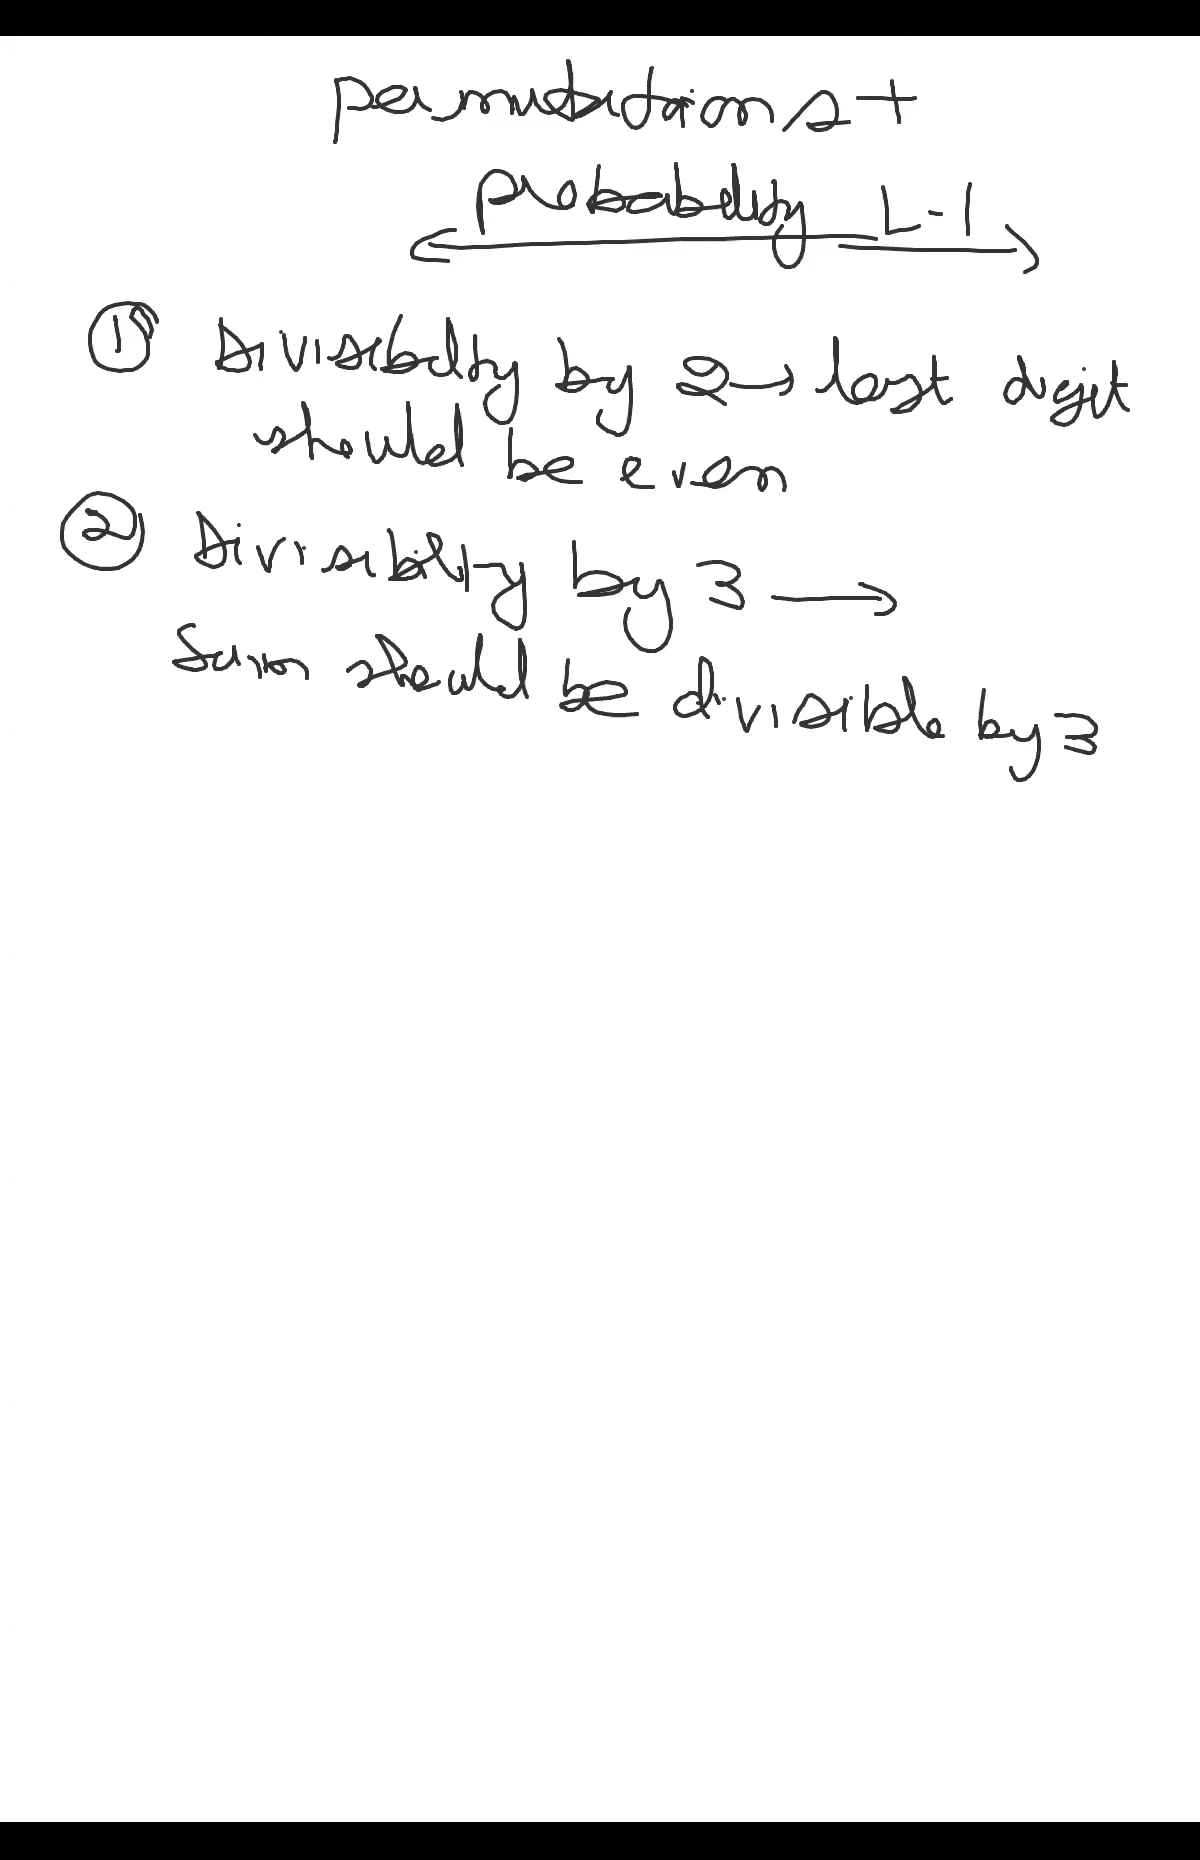 permutations +
probability L-1
① Divisibility by 2 → last digit
should be even
② Divisibility by 3 →
Sum should be divisible by 3